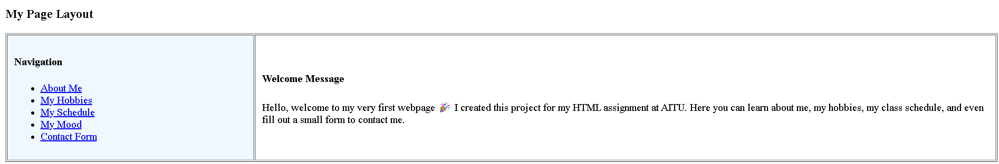 My Page Layout
Navigation
About Me
My Hobbies
My Schedule
My Mood
Contact Form
Welcome Message
Hello, welcome to my very first webpage 🎉 I created this project for my HTML assignment at AITU. Here you can learn about me, my hobbies, my class schedule, and even
fill out a small form to contact me.